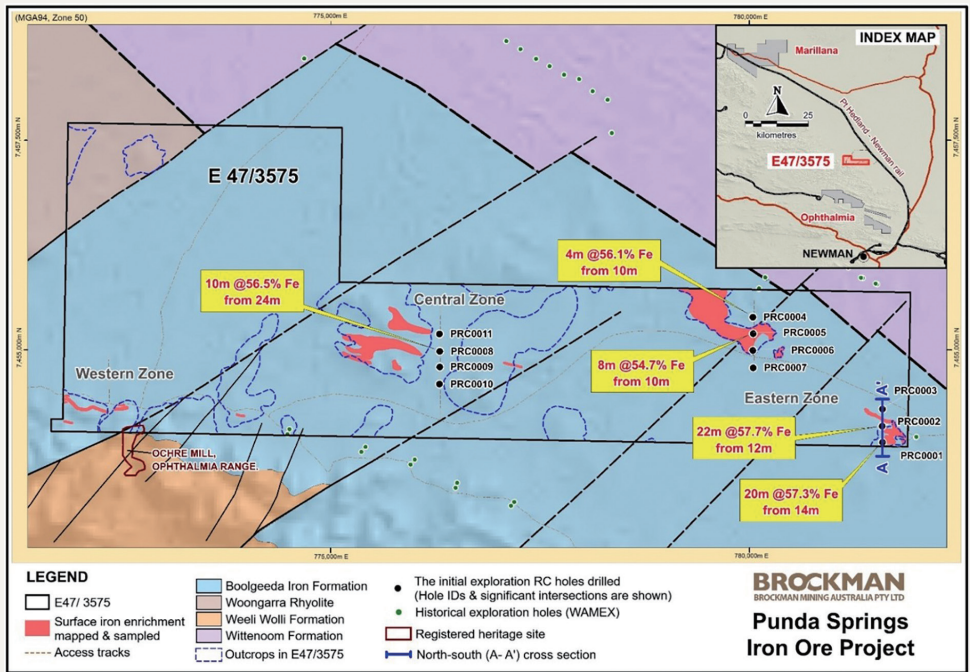 (MGA94, Zone 50)
775,000m E
780,000m E
7,457,500m N
7,457,500m N
7,455,000m N
7,455,000m N
INDEX MAP
Marillana
N
0 25
kilometres
Pt Hedland - Newman rail
E47/3575
Ophthalmia
NEWMAN
E 47/3575
4m @56.1% Fe
from 10m
10m @56.5% Fe
from 24m
Central Zone
PRC0011
PRC0008
PRC0009
PRC0010
PRC0004
PRC0005
PRC0006
PRC0007
8m @54.7% Fe
from 10m
Western Zone
Eastern Zone
A'
PRC0003
PRC0002
PRC0001
A
22m @57.7% Fe
from 12m
20m @57.3% Fe
from 14m
OCHRE MILL,
OPHTHALMIA RANGE.
775,000m E
780,000m E
LEGEND
E47/ 3575
Surface iron enrichment
mapped & sampled
Access tracks
Boolgeeda Iron Formation
Woongarra Rhyolite
Weeli Wolli Formation
Wittenoom Formation
Outcrops in E47/3575
The initial exploration RC holes drilled
(Hole IDs & significant intersections are shown)
Historical exploration holes (WAMEX)
Registered heritage site
North-south (A- A') cross section
BROCKMAN
BROCKMAN MINING AUSTRALIA PTY LTD
Punda Springs
Iron Ore Project